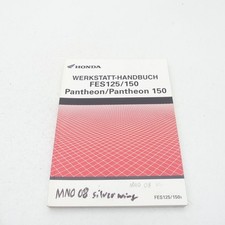 HONDA
WERKSTATT-HANDBUCH
FES125/150
Pantheon/Pantheon 150
MNO 08 silver wing
FES125/150